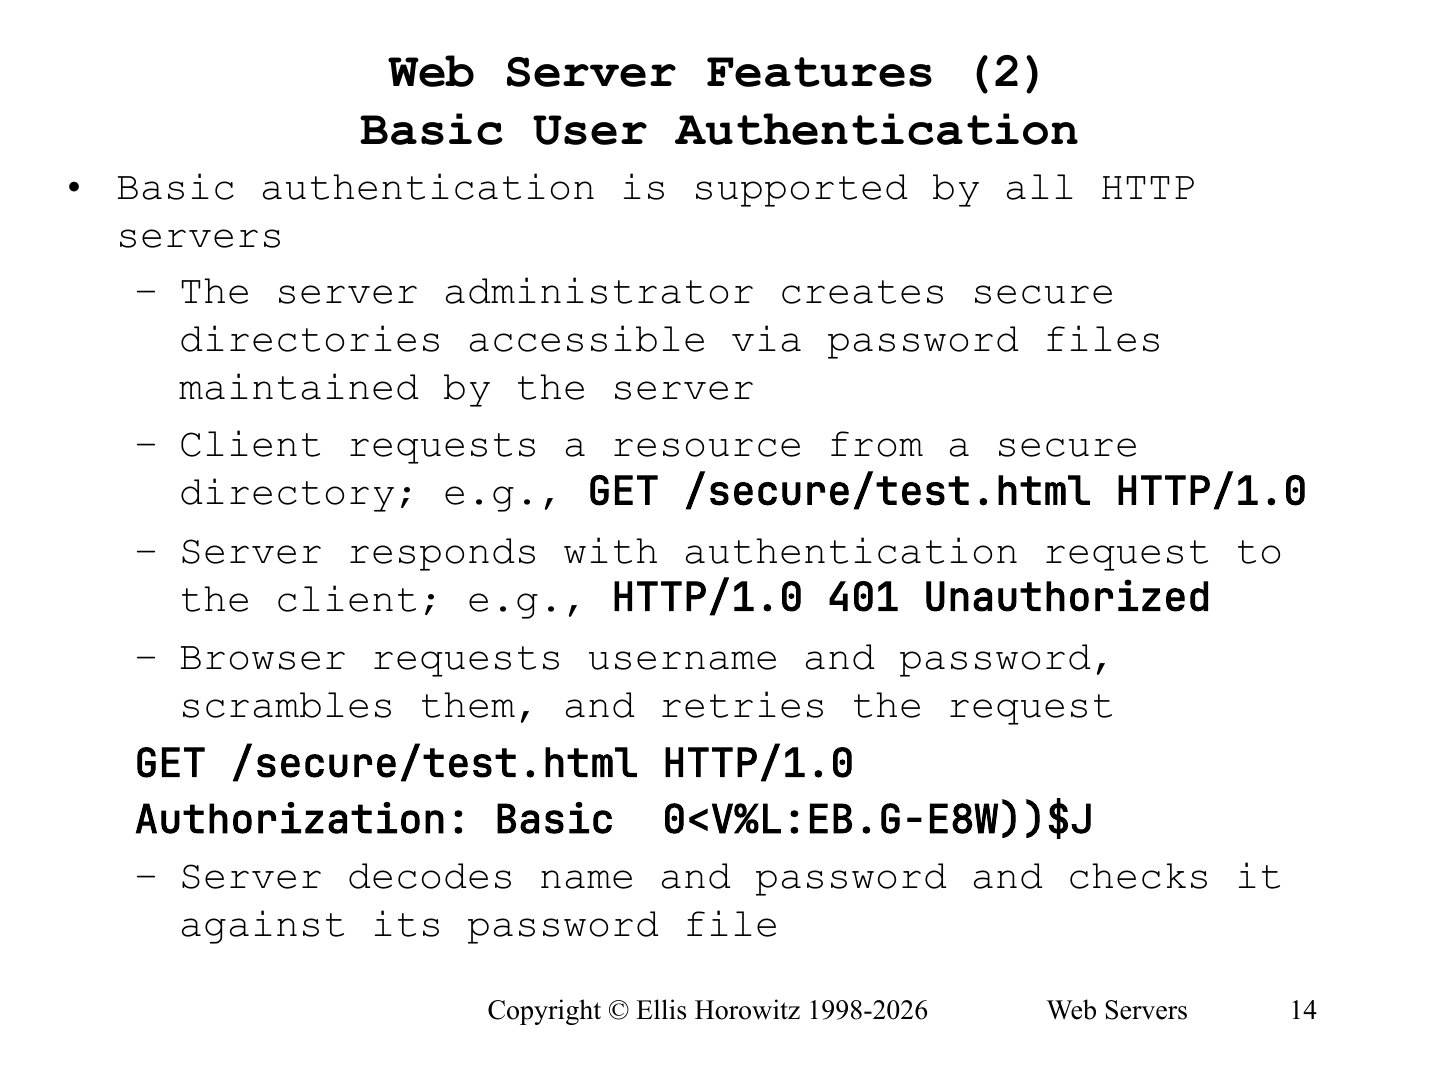 Web Server Features (2)
Basic User Authentication
• Basic authentication is supported by all HTTP
servers
– The server administrator creates secure
directories accessible via password files
maintained by the server
– Client requests a resource from a secure
directory; e.g., GET /secure/test.html HTTP/1.0
– Server responds with authentication request to
the client; e.g., HTTP/1.0 401 Unauthorized
– Browser requests username and password,
scrambles them, and retries the request
GET /secure/test.html HTTP/1.0
Authorization: Basic  0<V%L:EB.G-E8W))$J
– Server decodes name and password and checks it
against its password file
Copyright © Ellis Horowitz 1998-2026 Web Servers 14